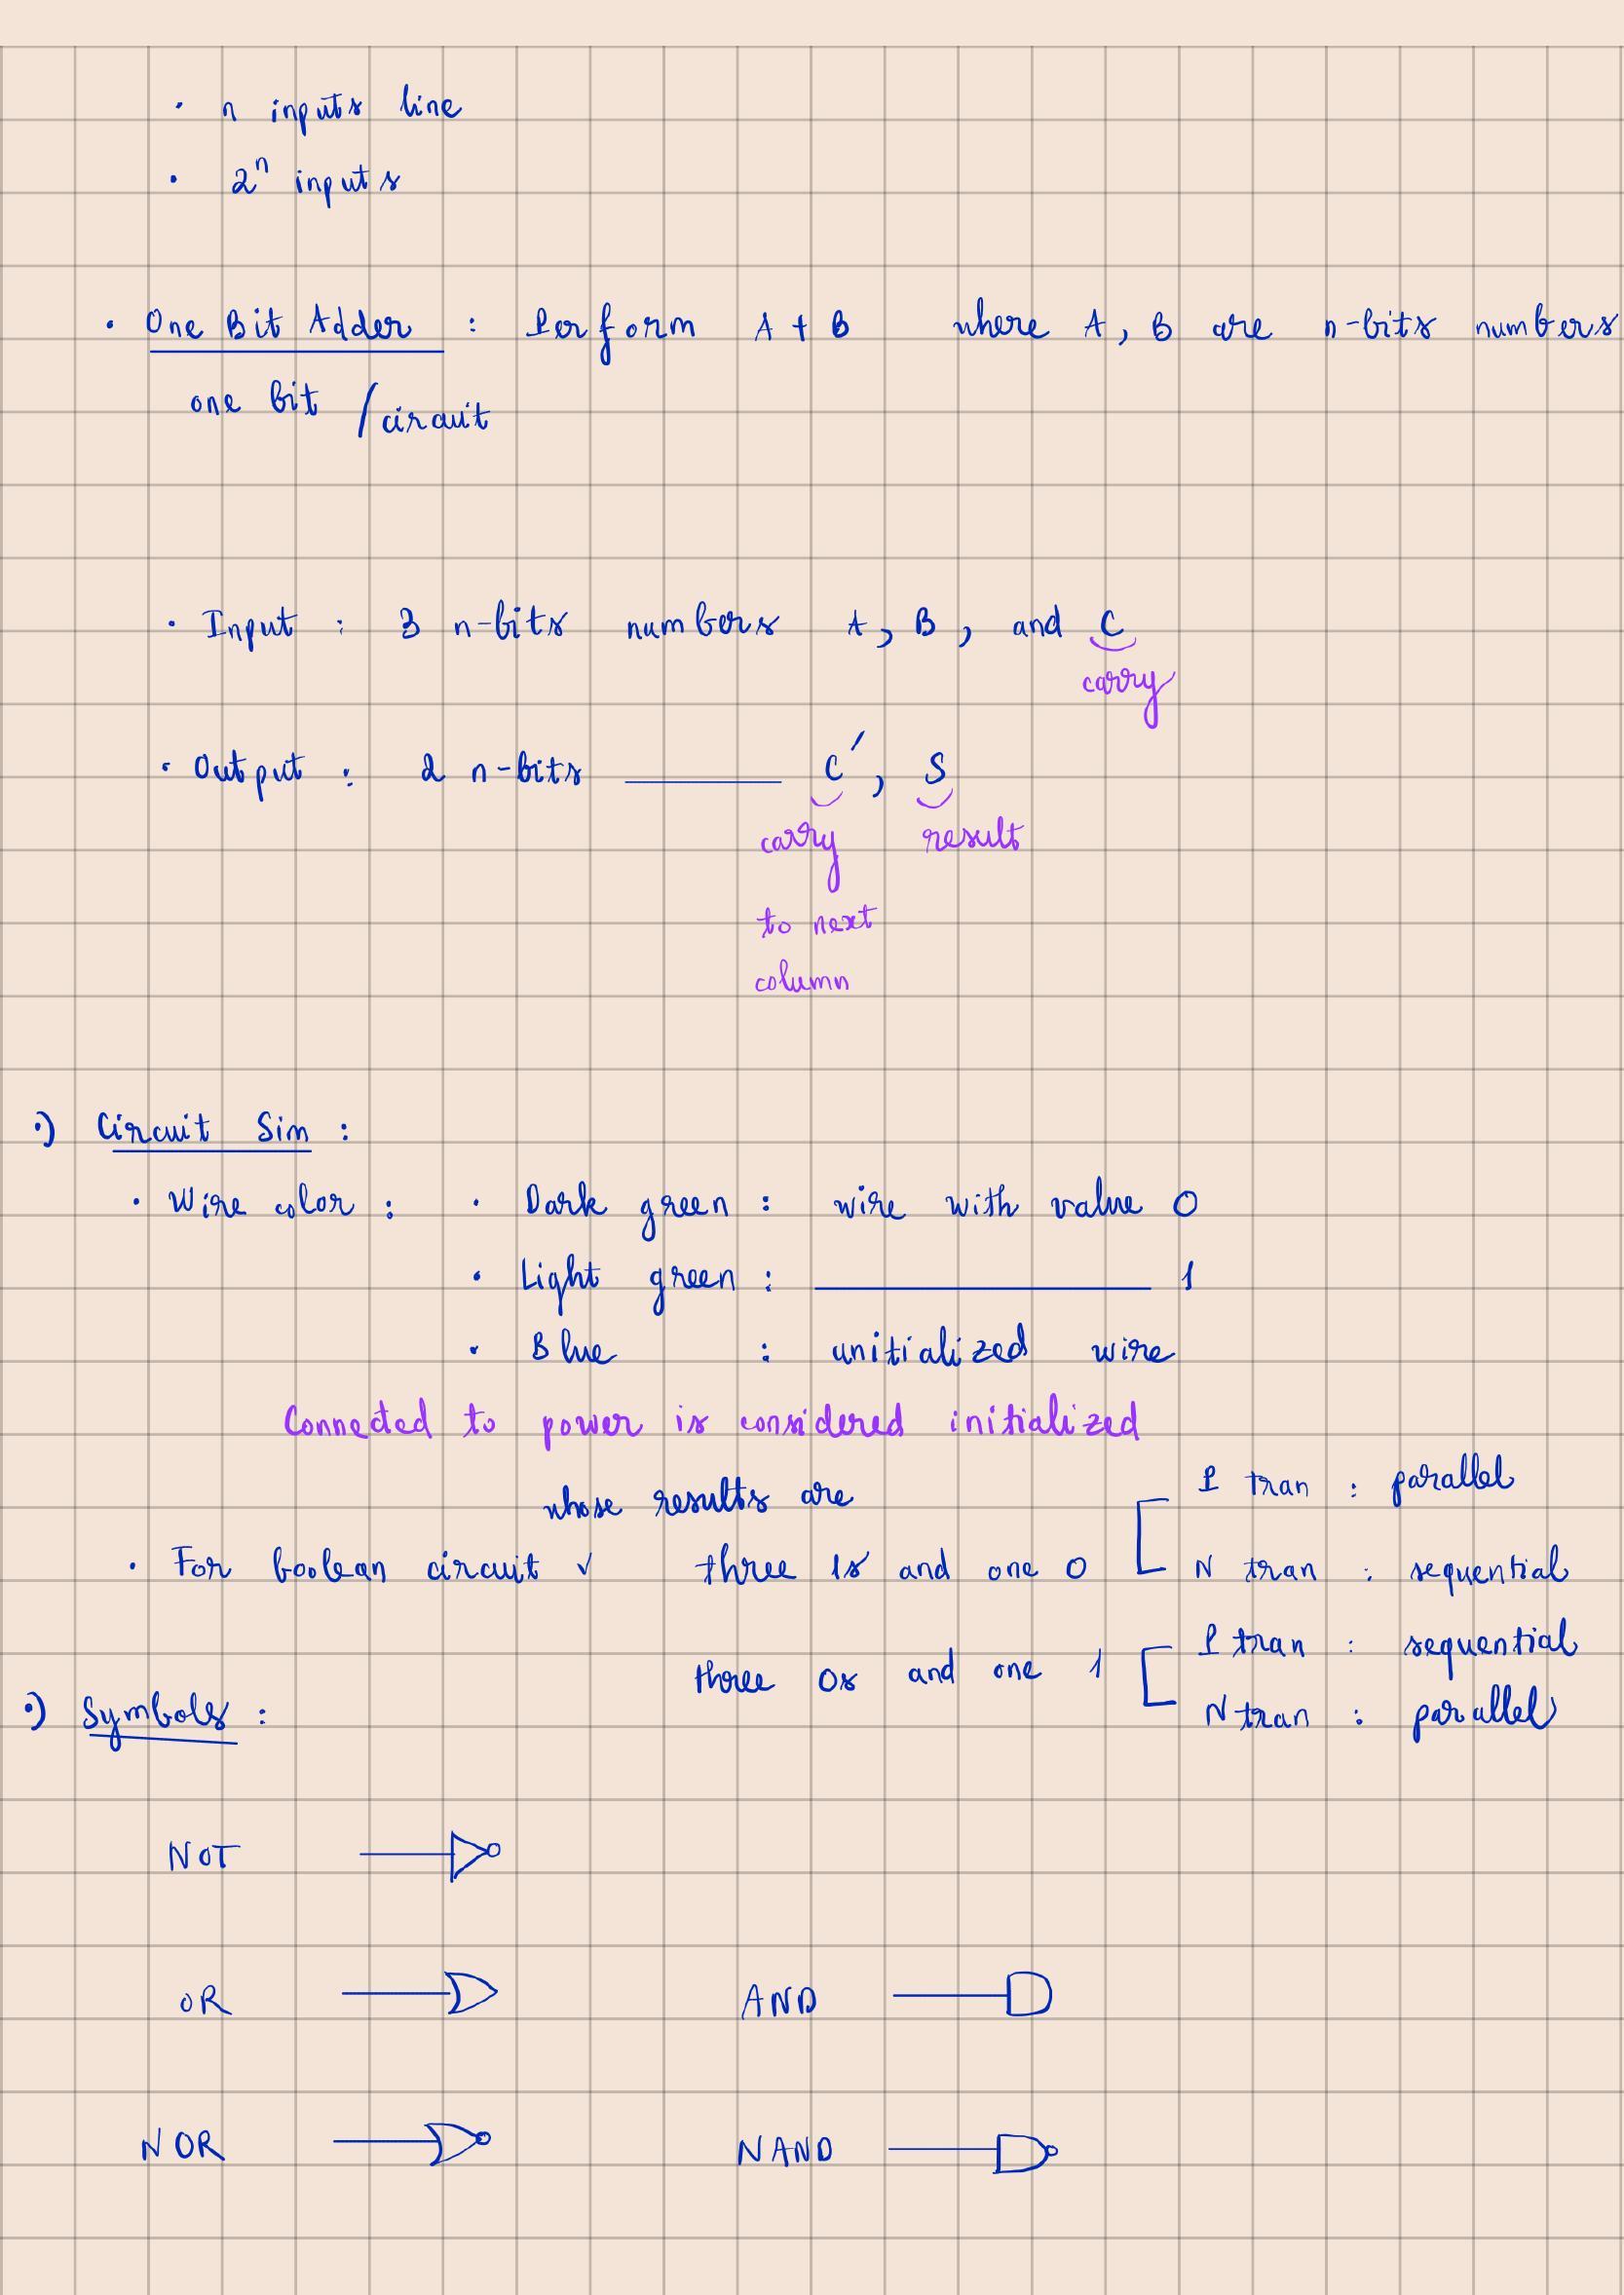 • n inputs line
• 2ⁿ inputs
• One Bit Adder : Perform A + B where A, B are n-bits numbers
one bit / circuit
• Input : 3 n-bits numbers A, B, and C
carry
• Output : 2 n-bits ——— C′, S
carry result
to next
column
•) Circuit Sim :
• Wire color : • Dark green : wire with value 0
• Light green : ——— 1
• Blue : unitialized wire
Connected to power is considered initialized
whose results are
P tran : parallel
• For boolean circuit √ three 1s and one 0
N tran : sequential
P tran : sequential
three 0s and one 1
N tran : parallel
•) Symbols :
NOT
OR AND
NOR NAND